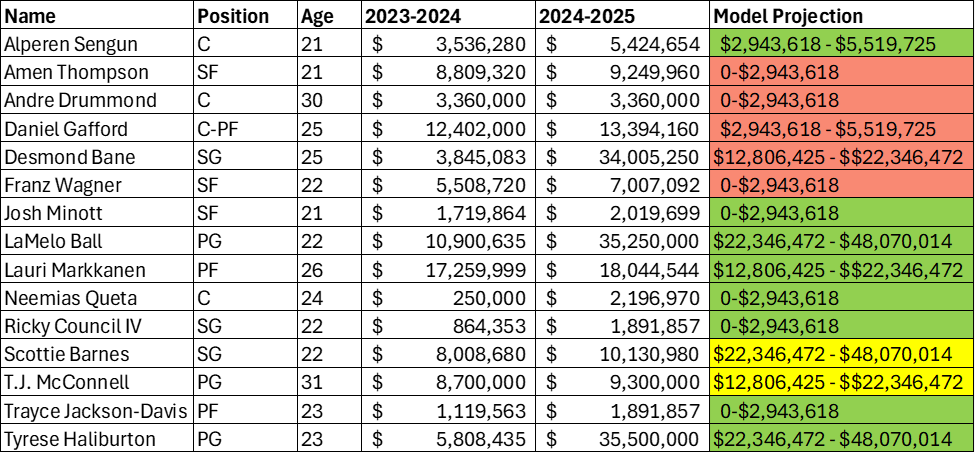 Name Position Age 2023-2024 2024-2025 Model Projection
Alperen Sengun C 21 $ 3,536,280 $ 5,424,654 $2,943,618 - $5,519,725
Amen Thompson SF 21 $ 8,809,320 $ 9,249,960 0-$2,943,618
Andre Drummond C 30 $ 3,360,000 $ 3,360,000 0-$2,943,618
Daniel Gafford C-PF 25 $ 12,402,000 $ 13,394,160 $2,943,618 - $5,519,725
Desmond Bane SG 25 $ 3,845,083 $ 34,005,250 $12,806,425 - $$22,346,472
Franz Wagner SF 22 $ 5,508,720 $ 7,007,092 0-$2,943,618
Josh Minott SF 21 $ 1,719,864 $ 2,019,699 0-$2,943,618
LaMelo Ball PG 22 $ 10,900,635 $ 35,250,000 $22,346,472 - $48,070,014
Lauri Markkanen PF 26 $ 17,259,999 $ 18,044,544 $12,806,425 - $$22,346,472
Neemias Queta C 24 $ 250,000 $ 2,196,970 0-$2,943,618
Ricky Council IV SG 22 $ 864,353 $ 1,891,857 0-$2,943,618
Scottie Barnes SG 22 $ 8,008,680 $ 10,130,980 $22,346,472 - $48,070,014
T.J. McConnell PG 31 $ 8,700,000 $ 9,300,000 $12,806,425 - $$22,346,472
Trayce Jackson-Davis PF 23 $ 1,119,563 $ 1,891,857 0-$2,943,618
Tyrese Haliburton PG 23 $ 5,808,435 $ 35,500,000 $22,346,472 - $48,070,014